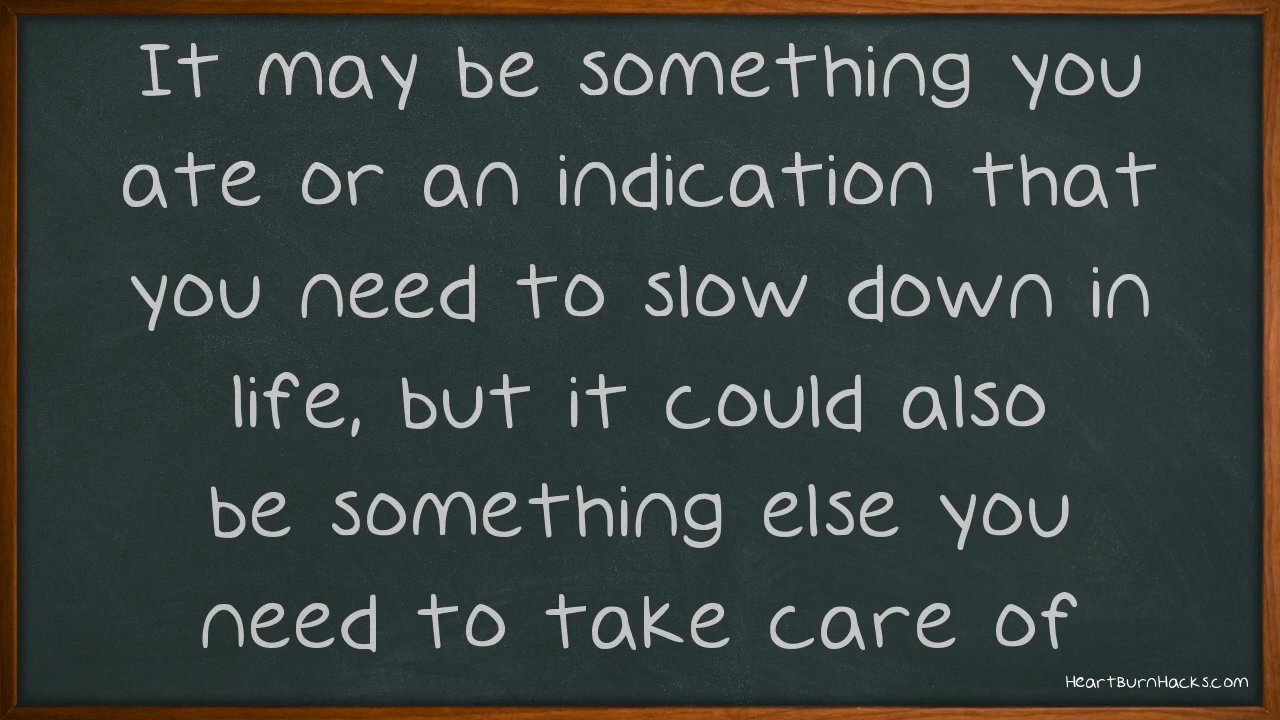 It may be something you
ate or an indication that
you need to slow down in
life, but it could also
be something else you
need to take care of
HeartBurnHacks.com